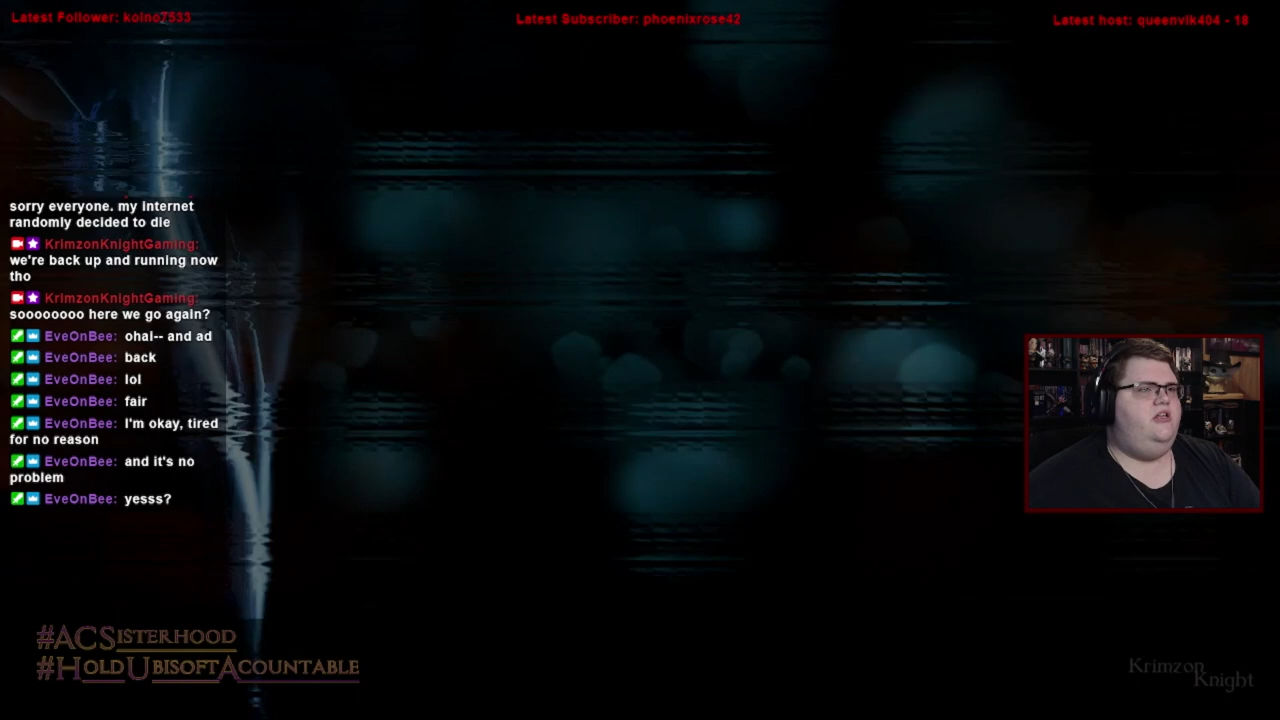 Latest Follower: kolno7533
Latest Subscriber: phoenixrose42
Latest host: queenvik404 - 18
sorry everyone. my internet
randomly decided to die
KrimzonKnightGaming:
we're back up and running now
tho
KrimzonKnightGaming:
soooooooo here we go again?
EveOnBee: ohai-- and ad
EveOnBee: back
EveOnBee: lol
EveOnBee: fair
EveOnBee: I'm okay, tired
for no reason
EveOnBee: and it's no
problem
EveOnBee: yesss?
#ACSisterhood
#HoldUbisoftAcountable
Krimzon
Knight